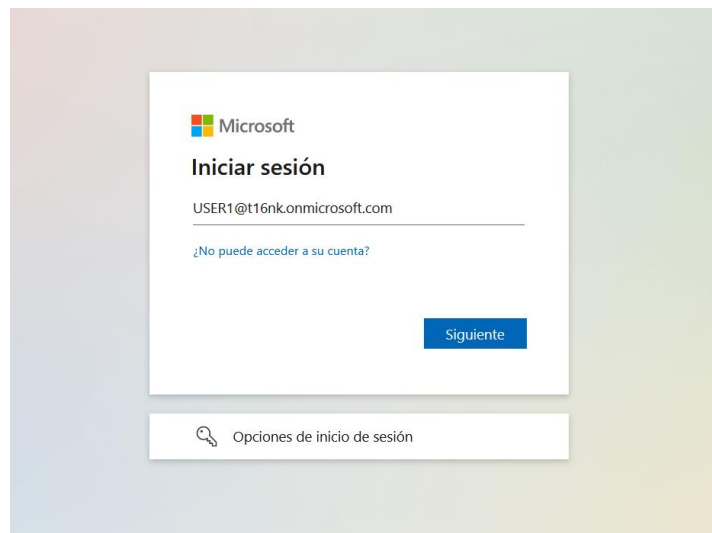 Microsoft
Iniciar sesión
USER1@t16nk.onmicrosoft.com
¿No puede acceder a su cuenta?
Siguiente
Opciones de inicio de sesión